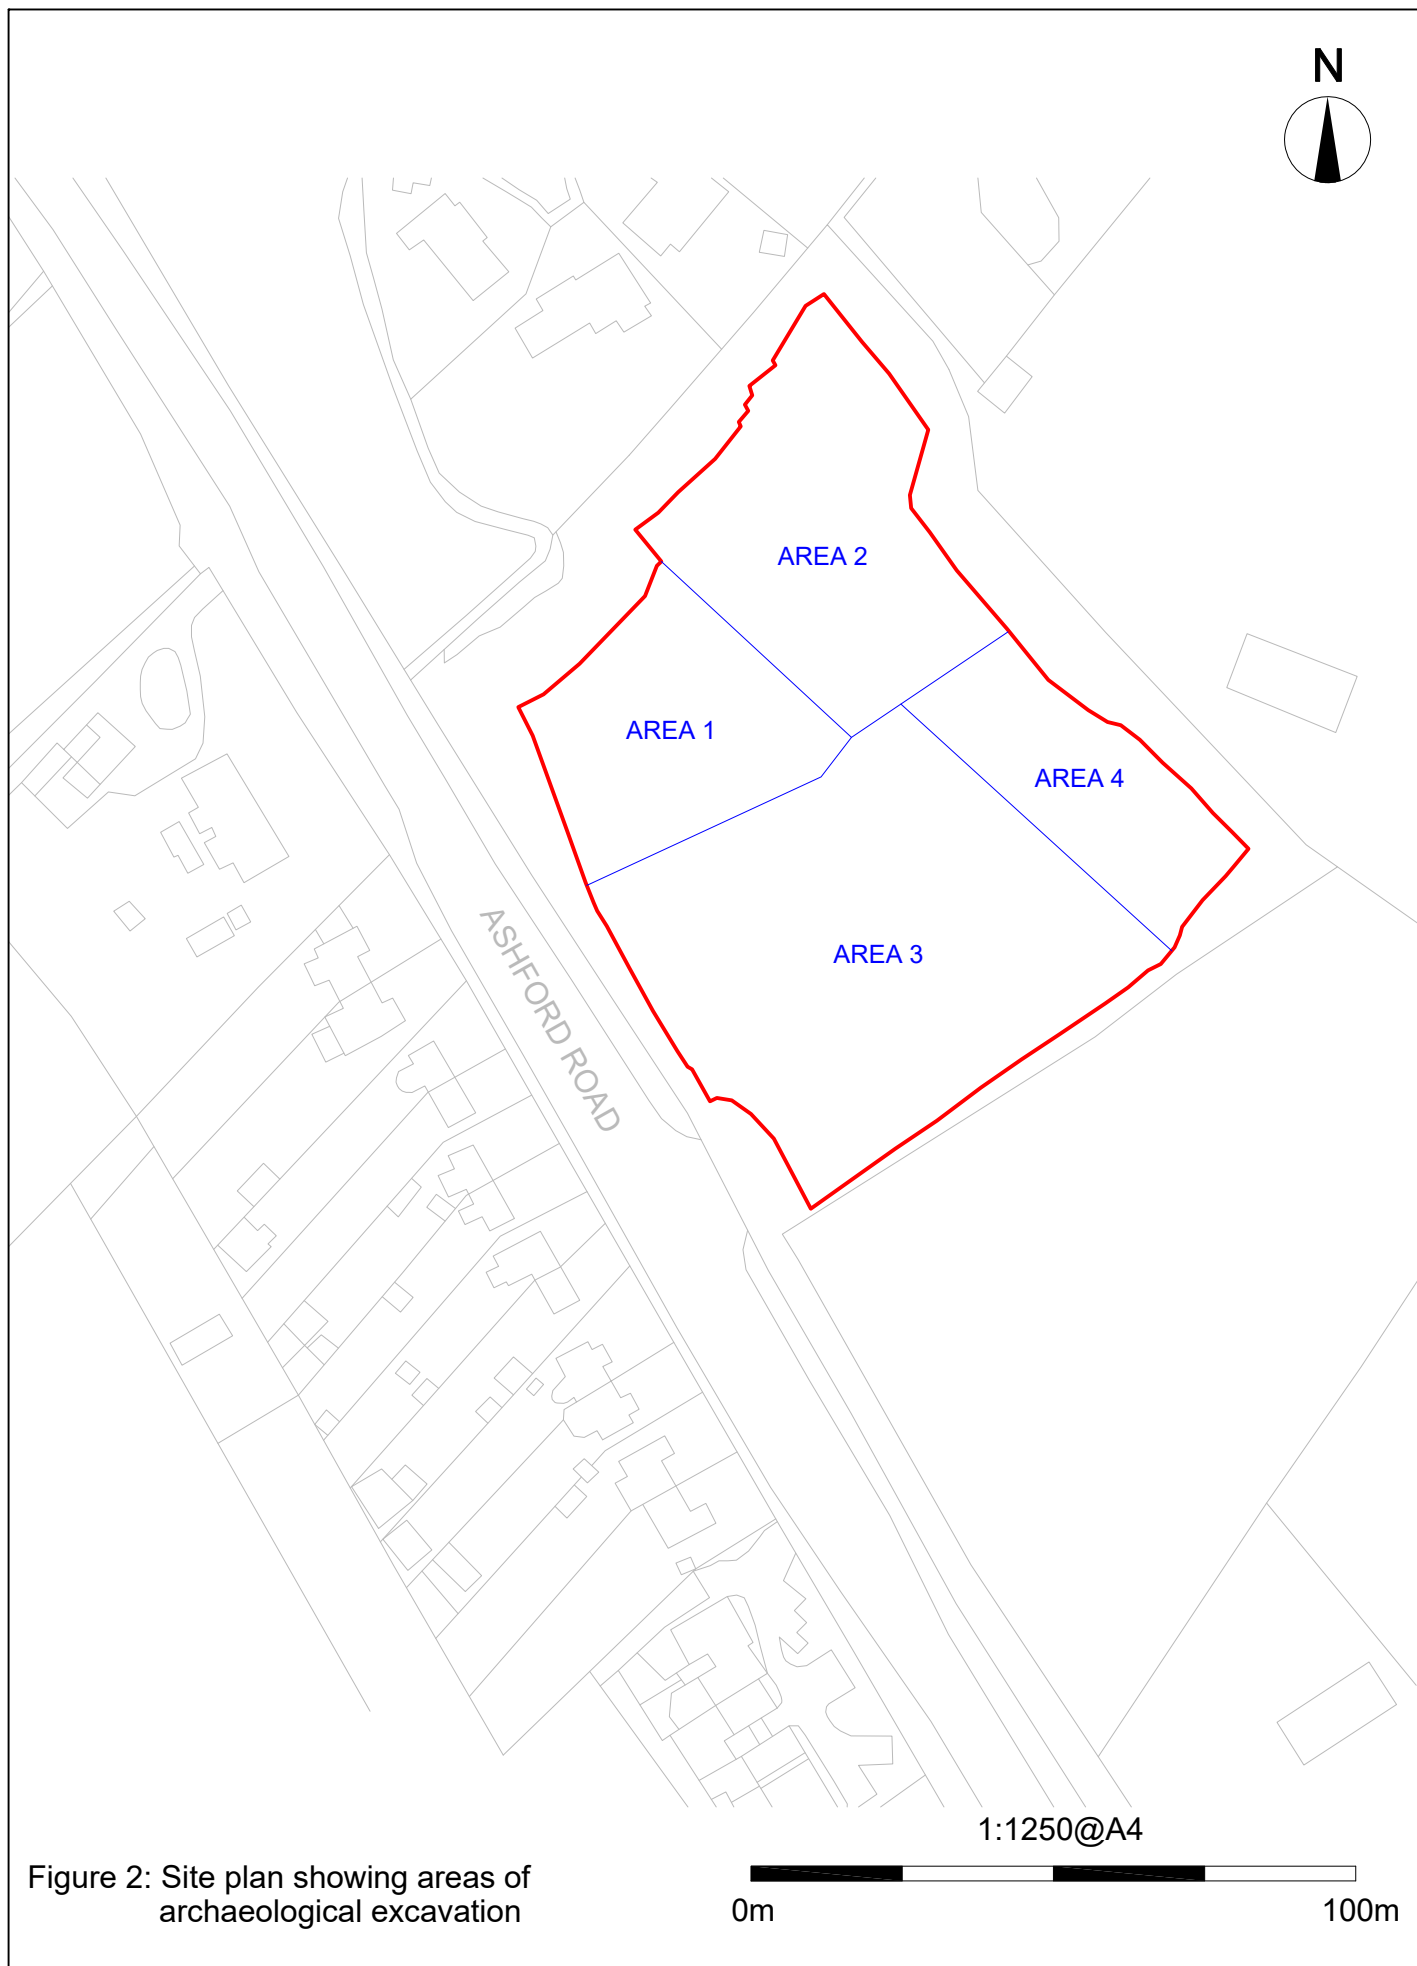 N
AREA 2
AREA 1
AREA 4
AREA 3
ASHFORD ROAD
1:1250@A4
Figure 2: Site plan showing areas of
archaeological excavation
0m
100m